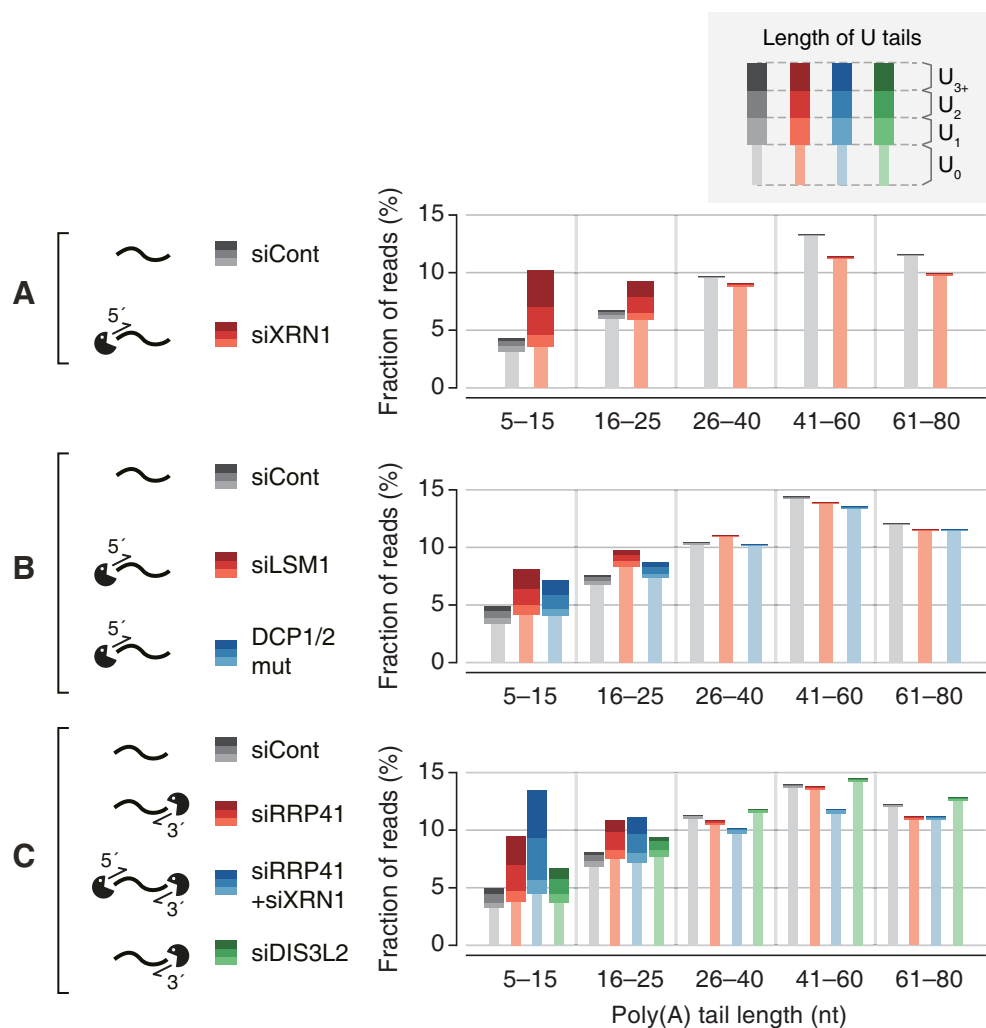 Length of U tails
U3+
U2
U1
U0
A
siCont
5´
siXRN1
Fraction of reads (%)
15
10
5
0
5–15
16–25
26–40
41–60
61–80
B
siCont
5´
siLSM1
5´
DCP1/2
mut
Fraction of reads (%)
15
10
5
0
5–15
16–25
26–40
41–60
61–80
C
siCont
siRRP41
3´
5´
siRRP41
+siXRN1
3´
siDIS3L2
3´
Fraction of reads (%)
15
10
5
0
5–15
16–25
26–40
41–60
61–80
Poly(A) tail length (nt)